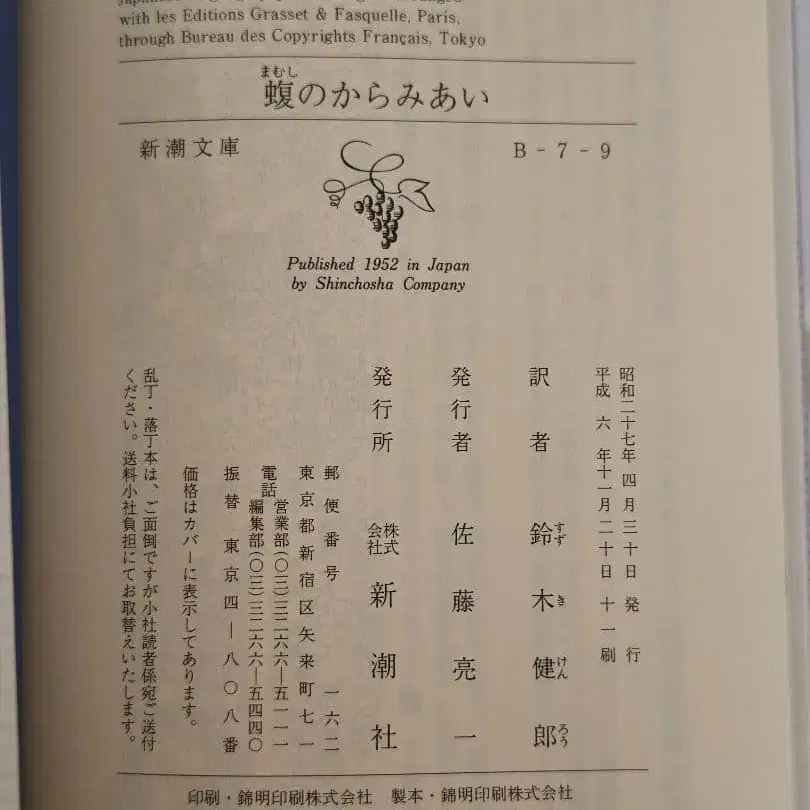 Japanese
with les Editions Grasset & Fasquelle, Paris,
through Bureau des Copyrights Français, Tokyo
まむし
蝮のからみあい
新潮文庫
B - 7 - 9
Published 1952 in Japan
by Shinchosha Company
昭和二十七年 四月三十日 発行
平成 六 年十一月二十日 十一刷
訳者 鈴木健郎
すず き けん ろう
発行者 佐藤亮一
発行所 株式会社 新潮社
郵便番号 一六二
東京都新宿区矢来町七一
電話 営業部(〇三)三二六六―五一一一
編集部(〇三)三二六六―五四四〇
振替 東京四―八〇八番
価格はカバーに表示してあります。
乱丁・落丁本は、ご面倒ですが小社読者係宛ご送付
ください。送料小社負担にてお取替えいたします。
印刷・錦明印刷株式会社 製本・錦明印刷株式会社